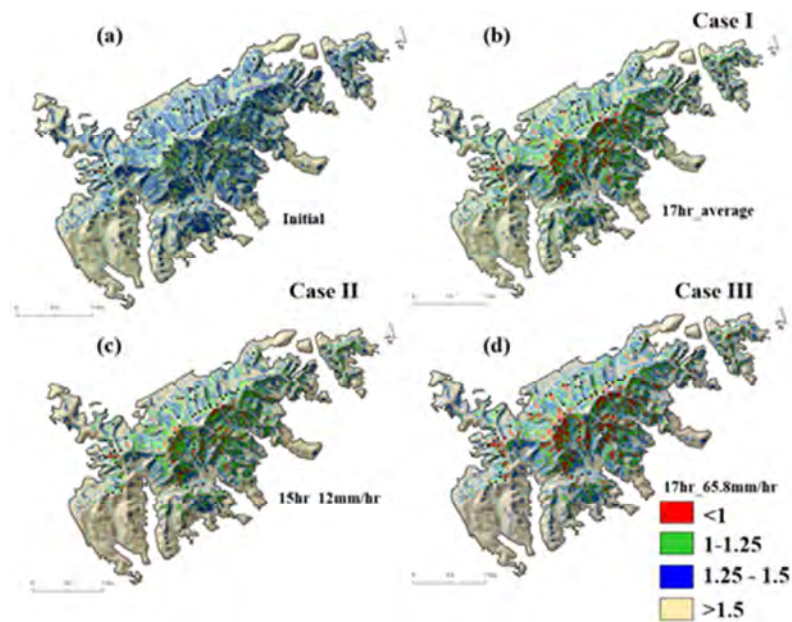 (a)
Initial
Case I
(b)
17hr_average
Case II
(c)
15hr 12mm/hr
Case III
(d)
17hr_65.8mm/hr
<1
1-1.25
1.25 - 1.5
>1.5